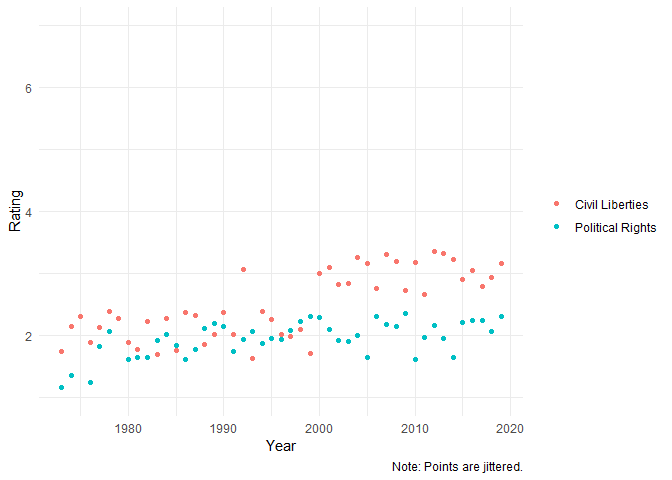 6
4
2
Rating
1980 1990 2000 2010 2020
Year
Civil Liberties
Political Rights
Note: Points are jittered.